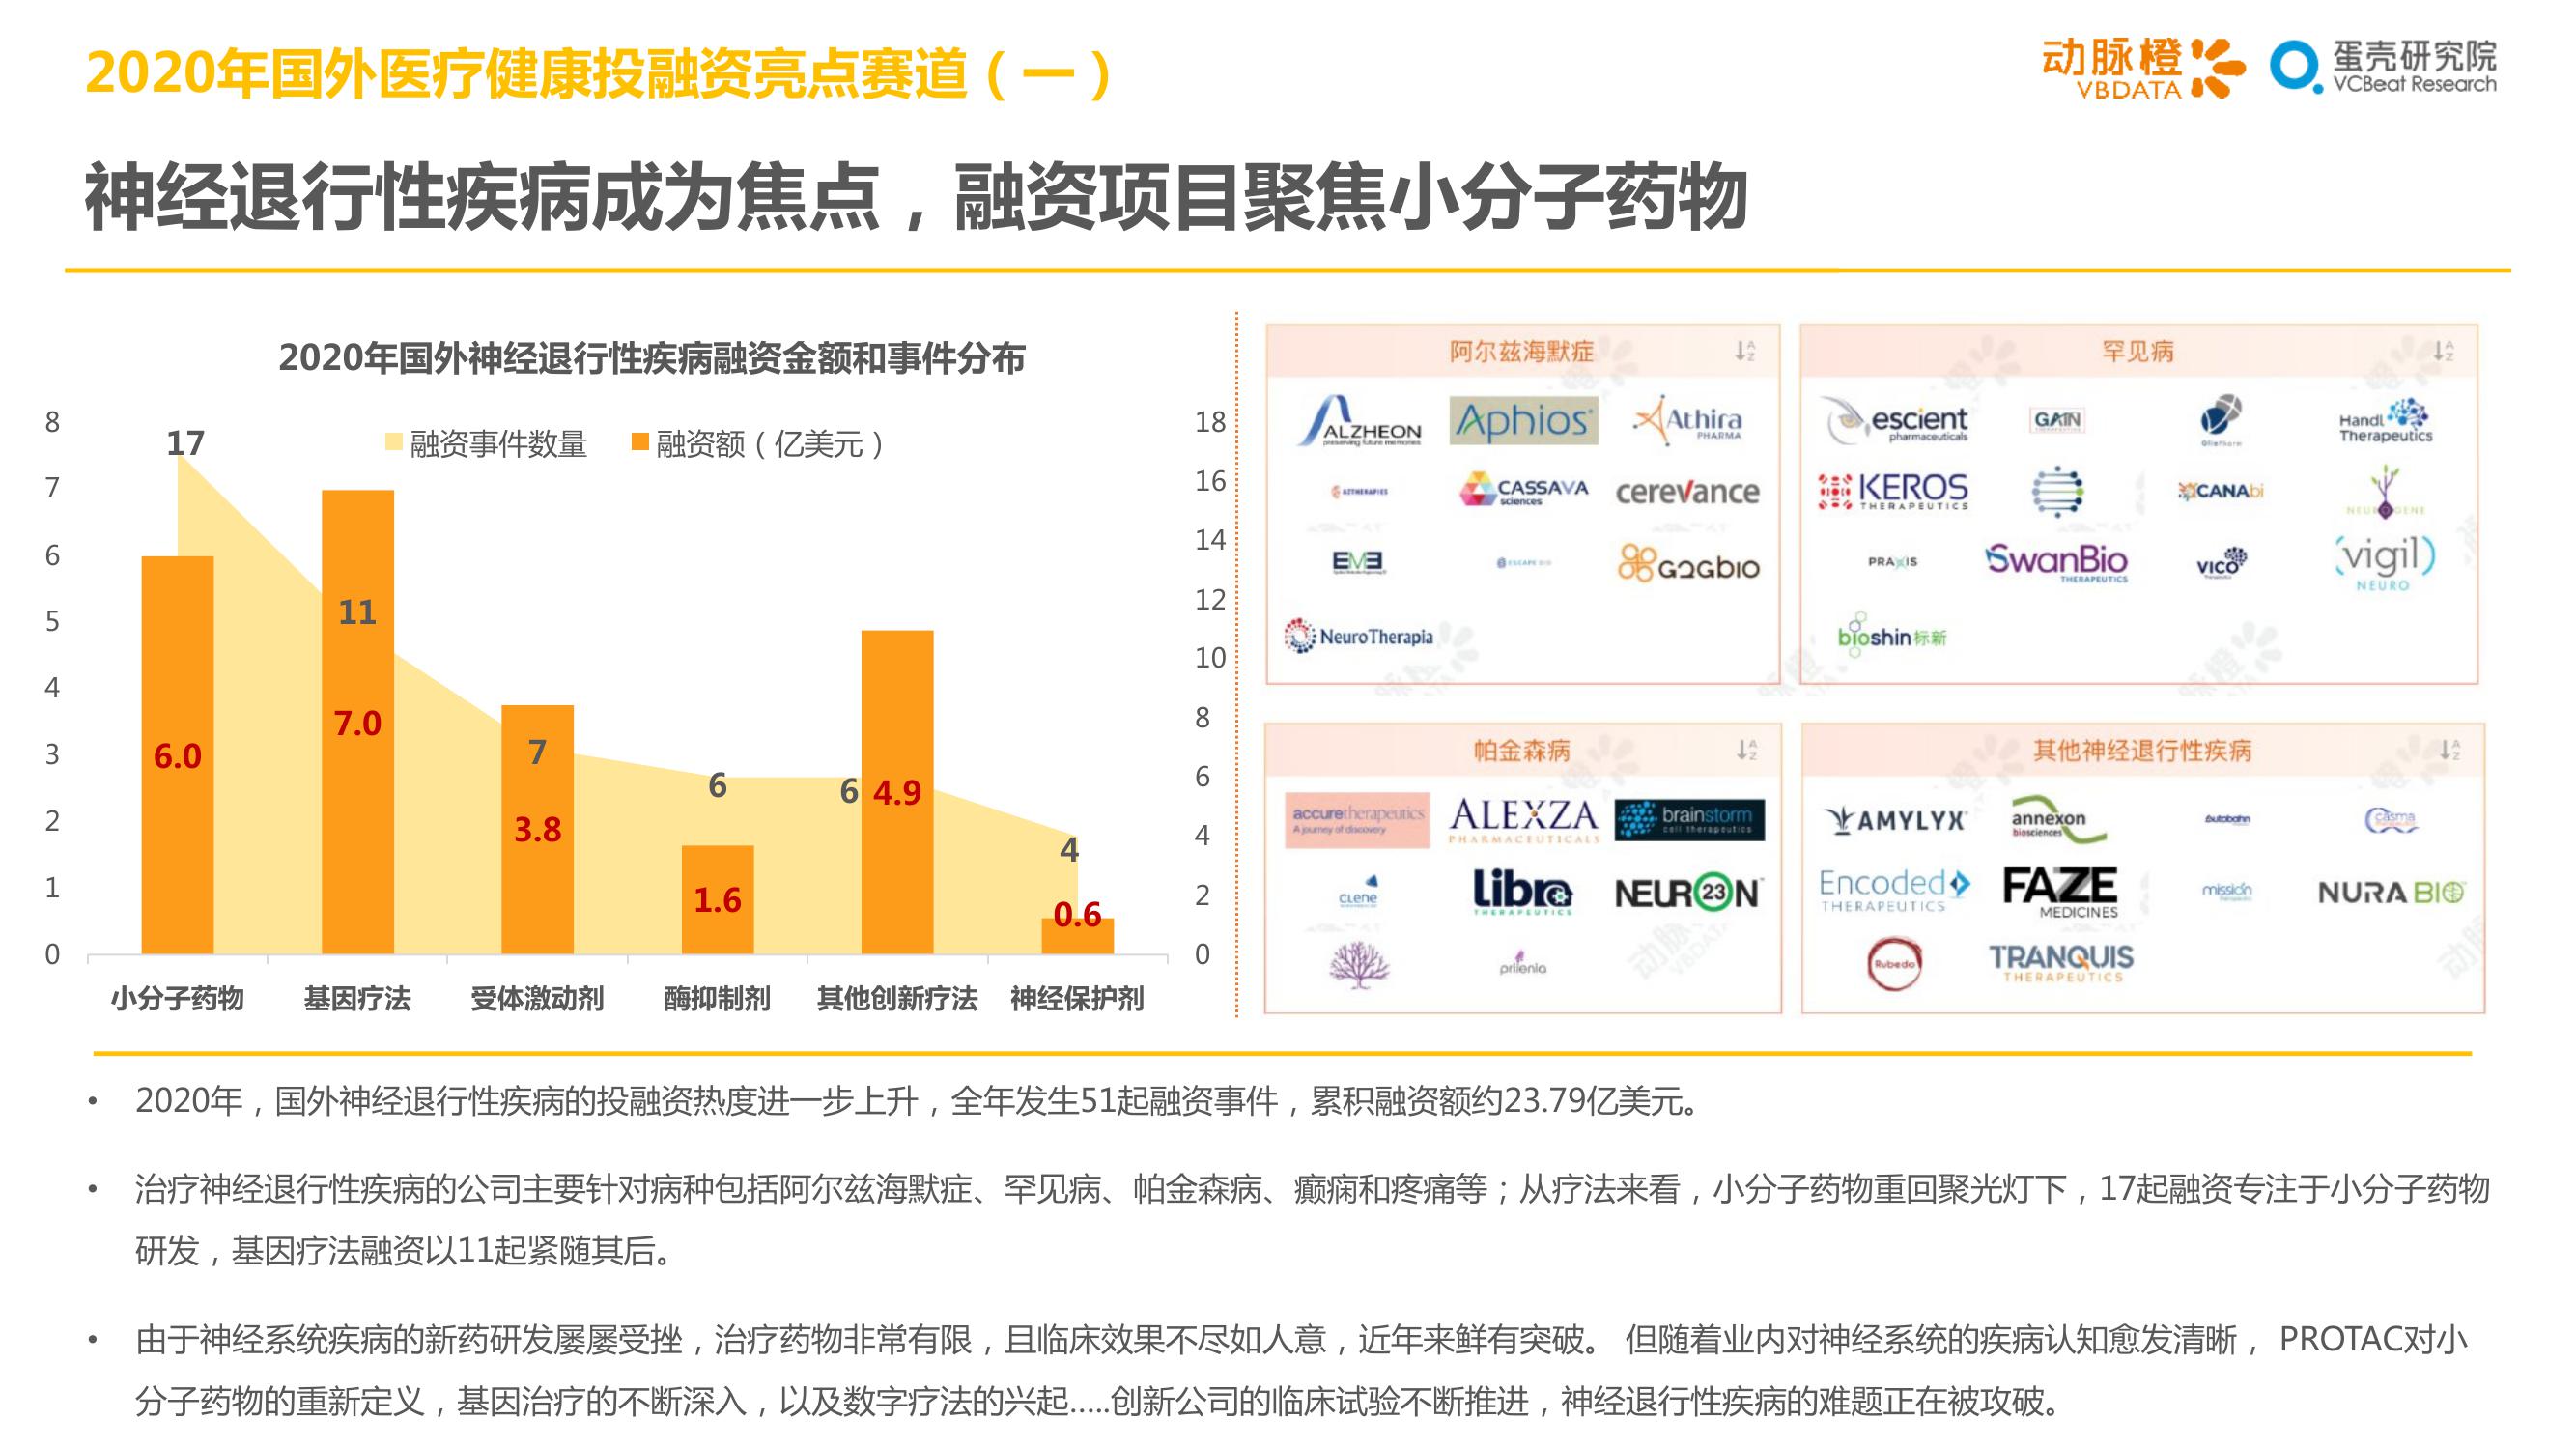 2020年国外医疗健康投融资亮点赛道（一）
动脉橙
VBDATA
蛋壳研究院
VCBeat Research
神经退行性疾病成为焦点，融资项目聚焦小分子药物
2020年国外神经退行性疾病融资金额和事件分布
融资事件数量
融资额（亿美元）
8
7
6
5
4
3
2
1
0
17
11
7
6
6
4
6.0
7.0
3.8
1.6
4.9
0.6
18
16
14
12
10
8
6
4
2
0
小分子药物 基因疗法 受体激动剂 酶抑制剂 其他创新疗法 神经保护剂
阿尔兹海默症
ALZHEON
preserving future memories
Aphios
Athira
PHARMA
AZTHERAPIES
CASSAVA
sciences
cerevance
EME
ESCAPE BIO
GQGbio
NeuroTherapia
罕见病
escient
pharmaceuticals
GAIN
Handl
Therapeutics
KEROS
THERAPEUTICS
CANAbi
NEUROGENE
PRAXIS
SwanBio
THERAPEUTICS
VICO
vigil
NEURO
bioshin标新
帕金森病
accuretherapeutics
A journey of discovery
ALEXZA
PHARMACEUTICALS
brainstorm
cell therapeutics
CLENE
Libra
THERAPEUTICS
NEURON
23
prilenia
其他神经退行性疾病
AMYLYX
annexon
biosciences
autobahn
casma
Encoded
THERAPEUTICS
FAZE
MEDICINES
mission
NURA BIO
Rubedo
TRANQUIS
THERAPEUTICS
• 2020年，国外神经退行性疾病的投融资热度进一步上升，全年发生51起融资事件，累积融资额约23.79亿美元。
• 治疗神经退行性疾病的公司主要针对病种包括阿尔兹海默症、罕见病、帕金森病、癫痫和疼痛等；从疗法来看，小分子药物重回聚光灯下，17起融资专注于小分子药物
研发，基因疗法融资以11起紧随其后。
• 由于神经系统疾病的新药研发屡屡受挫，治疗药物非常有限，且临床效果不尽如人意，近年来鲜有突破。 但随着业内对神经系统的疾病认知愈发清晰， PROTAC对小
分子药物的重新定义，基因治疗的不断深入，以及数字疗法的兴起.....创新公司的临床试验不断推进，神经退行性疾病的难题正在被攻破。